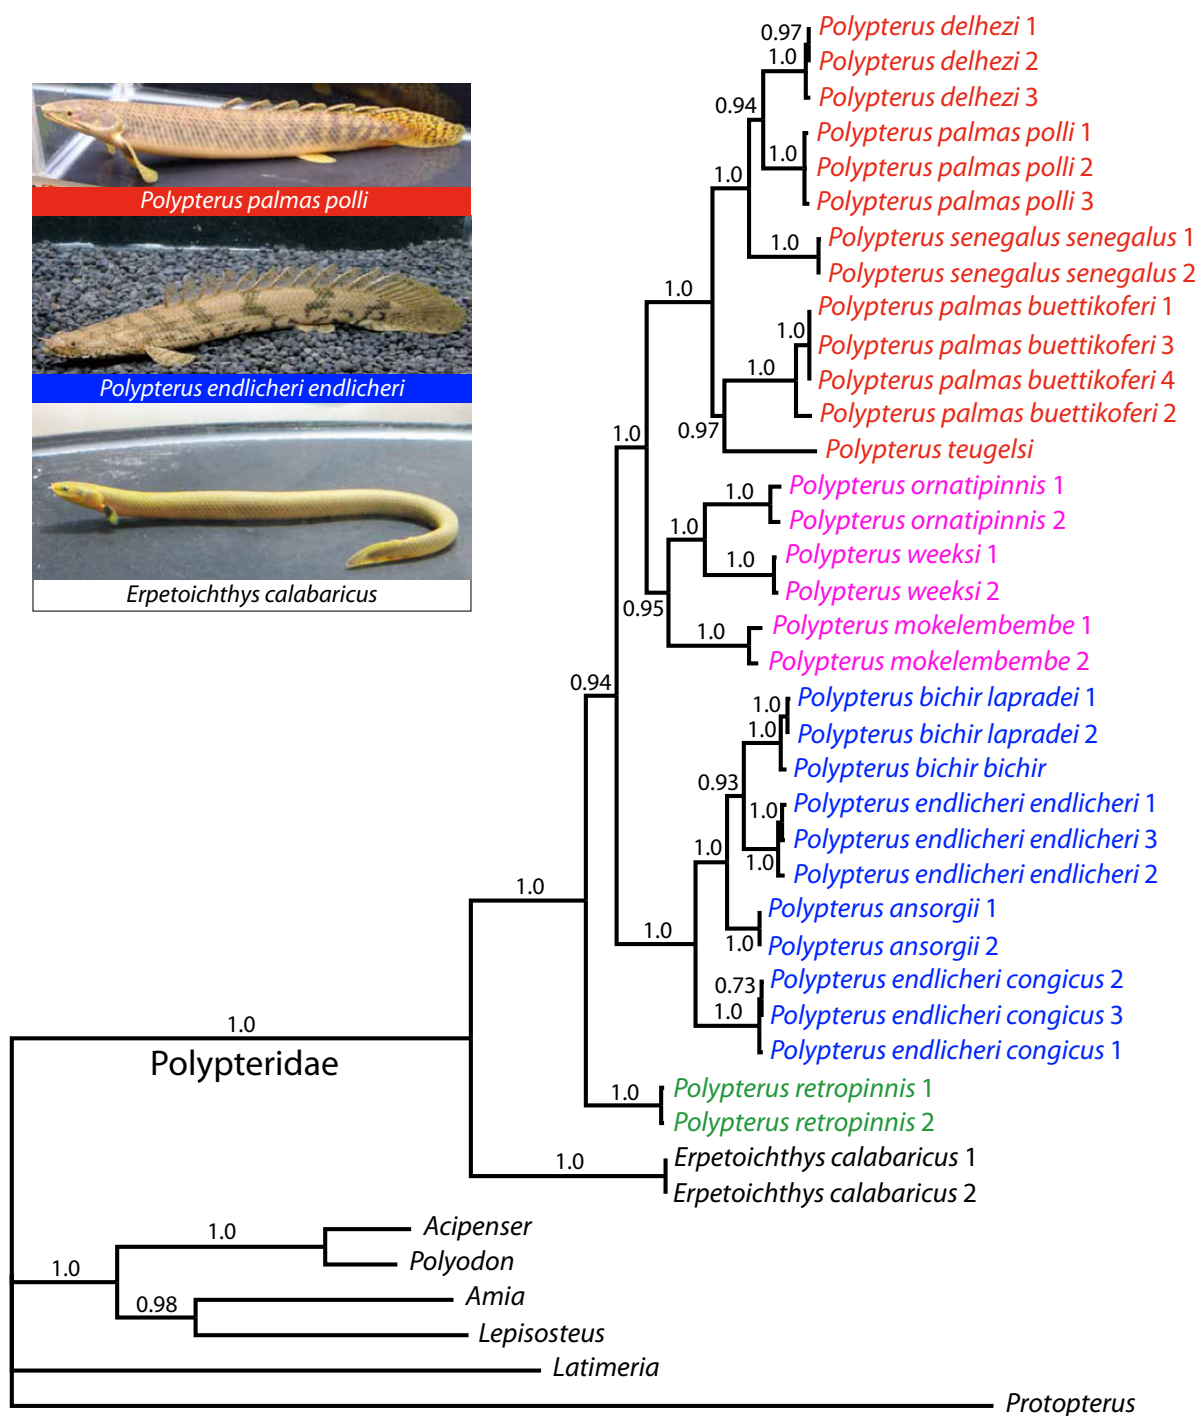 0.97
Polypterus delhezi 1
1.0
Polypterus delhezi 2
Polypterus delhezi 3
0.94
Polypterus palmas polli 1
1.0
Polypterus palmas polli 2
1.0
Polypterus palmas polli 3
Polypterus senegalus senegalus 1
1.0
Polypterus senegalus senegalus 2
1.0
Polypterus palmas buettikoferi 1
1.0
Polypterus palmas buettikoferi 3
1.0
Polypterus palmas buettikoferi 4
Polypterus palmas buettikoferi 2
1.0
0.97
Polypterus teugelsi
1.0
Polypterus ornatipinnis 1
Polypterus ornatipinnis 2
1.0
1.0
Polypterus weeksi 1
Polypterus weeksi 2
0.95
1.0
Polypterus mokelembembe 1
Polypterus mokelembembe 2
0.94
1.0
Polypterus bichir lapradei 1
1.0
Polypterus bichir lapradei 2
Polypterus bichir bichir
0.93
1.0
Polypterus endlicheri endlicheri 1
Polypterus endlicheri endlicheri 3
1.0
1.0
Polypterus endlicheri endlicheri 2
1.0
Polypterus ansorgii 1
1.0
1.0
Polypterus ansorgii 2
0.73
Polypterus endlicheri congicus 2
1.0
Polypterus endlicheri congicus 3
Polypterus endlicheri congicus 1
1.0
Polypteridae
1.0
Polypterus retropinnis 1
Polypterus retropinnis 2
1.0
Erpetoichthys calabaricus 1
Erpetoichthys calabaricus 2
1.0
Acipenser
Polyodon
1.0
0.98
Amia
Lepisosteus
Latimeria
Protopterus
Polypterus palmas polli
Polypterus endlicheri endlicheri
Erpetoichthys calabaricus